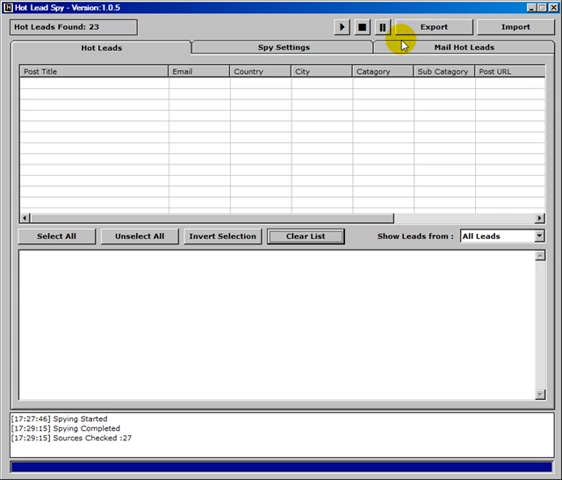 Hot Lead Spy - Version:1.0.5
Hot Leads Found: 23
Export
Import
Hot Leads
Spy Settings
Mail Hot Leads
Post Title Email Country City Catagory Sub Catagory Post URL
Select All
Unselect All
Invert Selection
Clear List
Show Leads from :
All Leads
[17:27:46] Spying Started
[17:29:15] Spying Completed
[17:29:15] Sources Checked :27